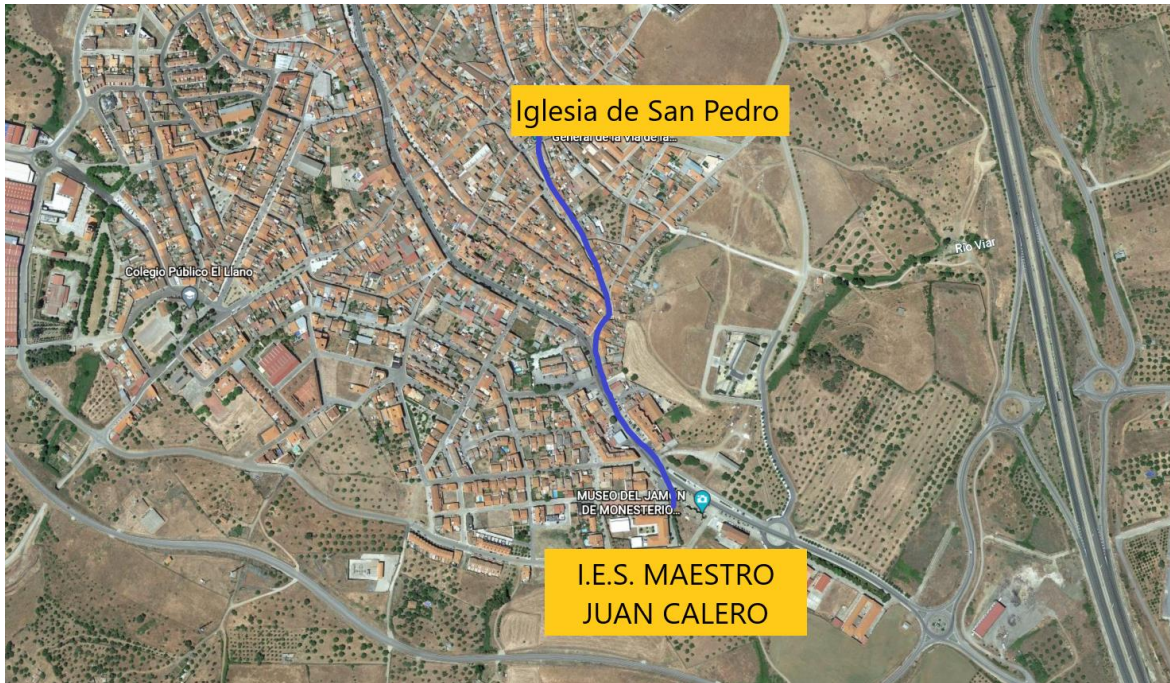 Iglesia de San Pedro
General de la Vía de la...
Río Viar
Colegio Público El Llano
MUSEO DEL JAMÓN
DE MONESTERIO...
I.E.S. MAESTRO
JUAN CALERO